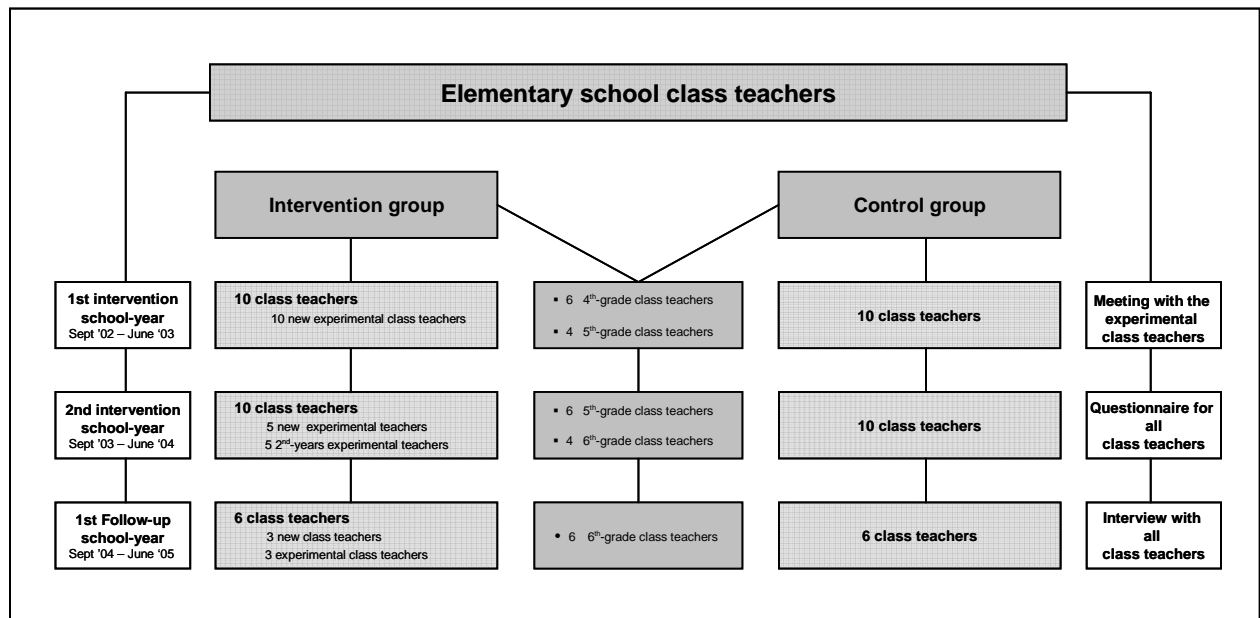 Elementary school class teachers
Intervention group
Control group
1st intervention
school-year
Sept '02 – June '03
10 class teachers
10 new experimental class teachers
▪ 6 4th-grade class teachers
▪ 4 5th-grade class teachers
10 class teachers
Meeting with the
experimental
class teachers
2nd intervention
school-year
Sept '03 – June '04
10 class teachers
5 new experimental teachers
5 2nd-years experimental teachers
▪ 6 5th-grade class teachers
▪ 4 6th-grade class teachers
10 class teachers
Questionnaire for
all
class teachers
1st Follow-up
school-year
Sept '04 – June '05
6 class teachers
3 new class teachers
3 experimental class teachers
• 6 6th-grade class teachers
6 class teachers
Interview with
all
class teachers